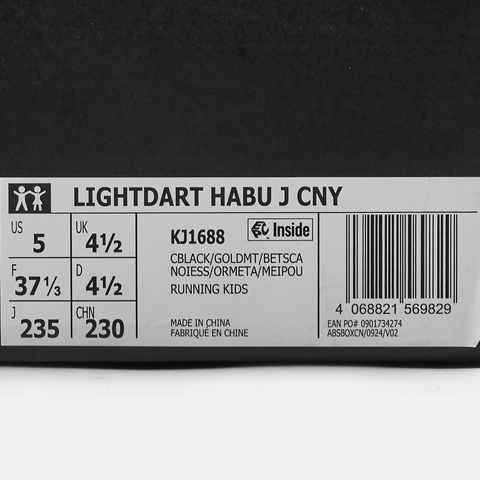 LIGHTDART HABU J CNY
US 5 UK 4½
F 37⅓ D 4½
J 235 CHN 230
KJ1688 Inside
CBLACK/GOLDMT/BETSCA
NOIESS/ORMETA/MEIPOU
RUNNING KIDS
MADE IN CHINA
FABRIQUÉ EN CHINE
4 068821 569829
EAN PO# 0901734274
ABSBOXCN/0924/V02